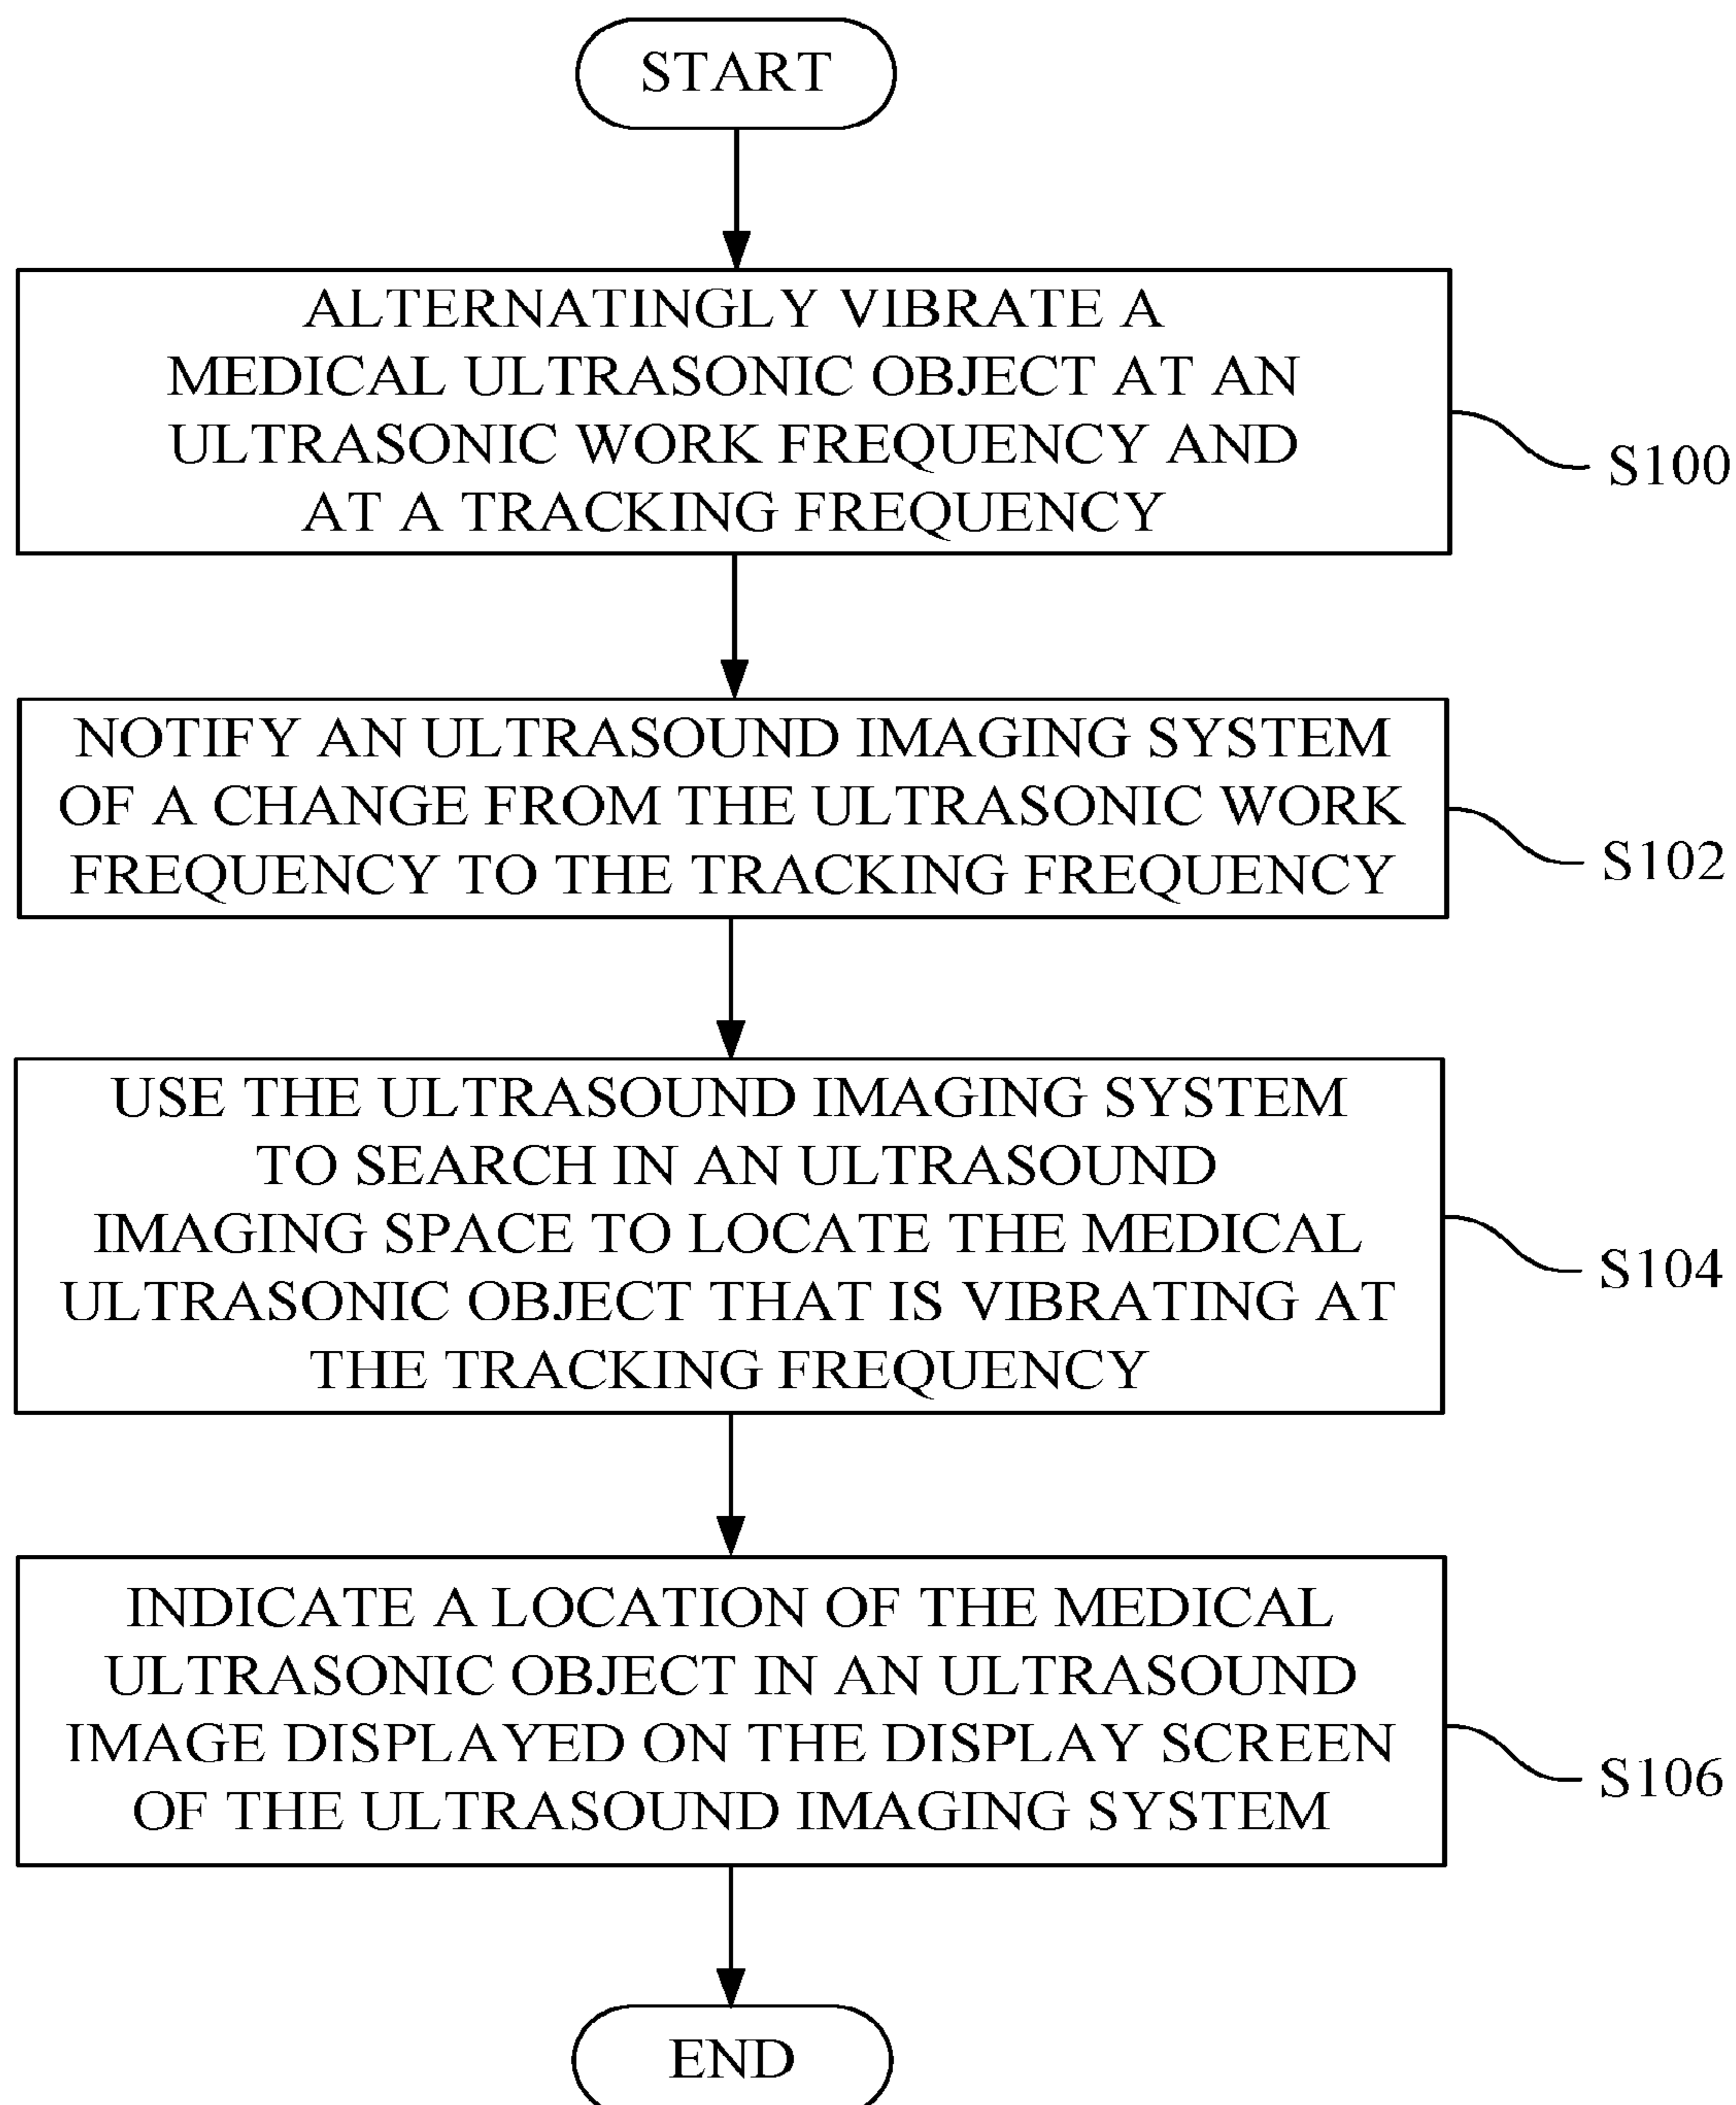 START
ALTERNATINGLY VIBRATE A
MEDICAL ULTRASONIC OBJECT AT AN
ULTRASONIC WORK FREQUENCY AND
AT A TRACKING FREQUENCY
S100
NOTIFY AN ULTRASOUND IMAGING SYSTEM
OF A CHANGE FROM THE ULTRASONIC WORK
FREQUENCY TO THE TRACKING FREQUENCY
S102
USE THE ULTRASOUND IMAGING SYSTEM
TO SEARCH IN AN ULTRASOUND
IMAGING SPACE TO LOCATE THE MEDICAL
ULTRASONIC OBJECT THAT IS VIBRATING AT
THE TRACKING FREQUENCY
S104
INDICATE A LOCATION OF THE MEDICAL
ULTRASONIC OBJECT IN AN ULTRASOUND
IMAGE DISPLAYED ON THE DISPLAY SCREEN
OF THE ULTRASOUND IMAGING SYSTEM
S106
END